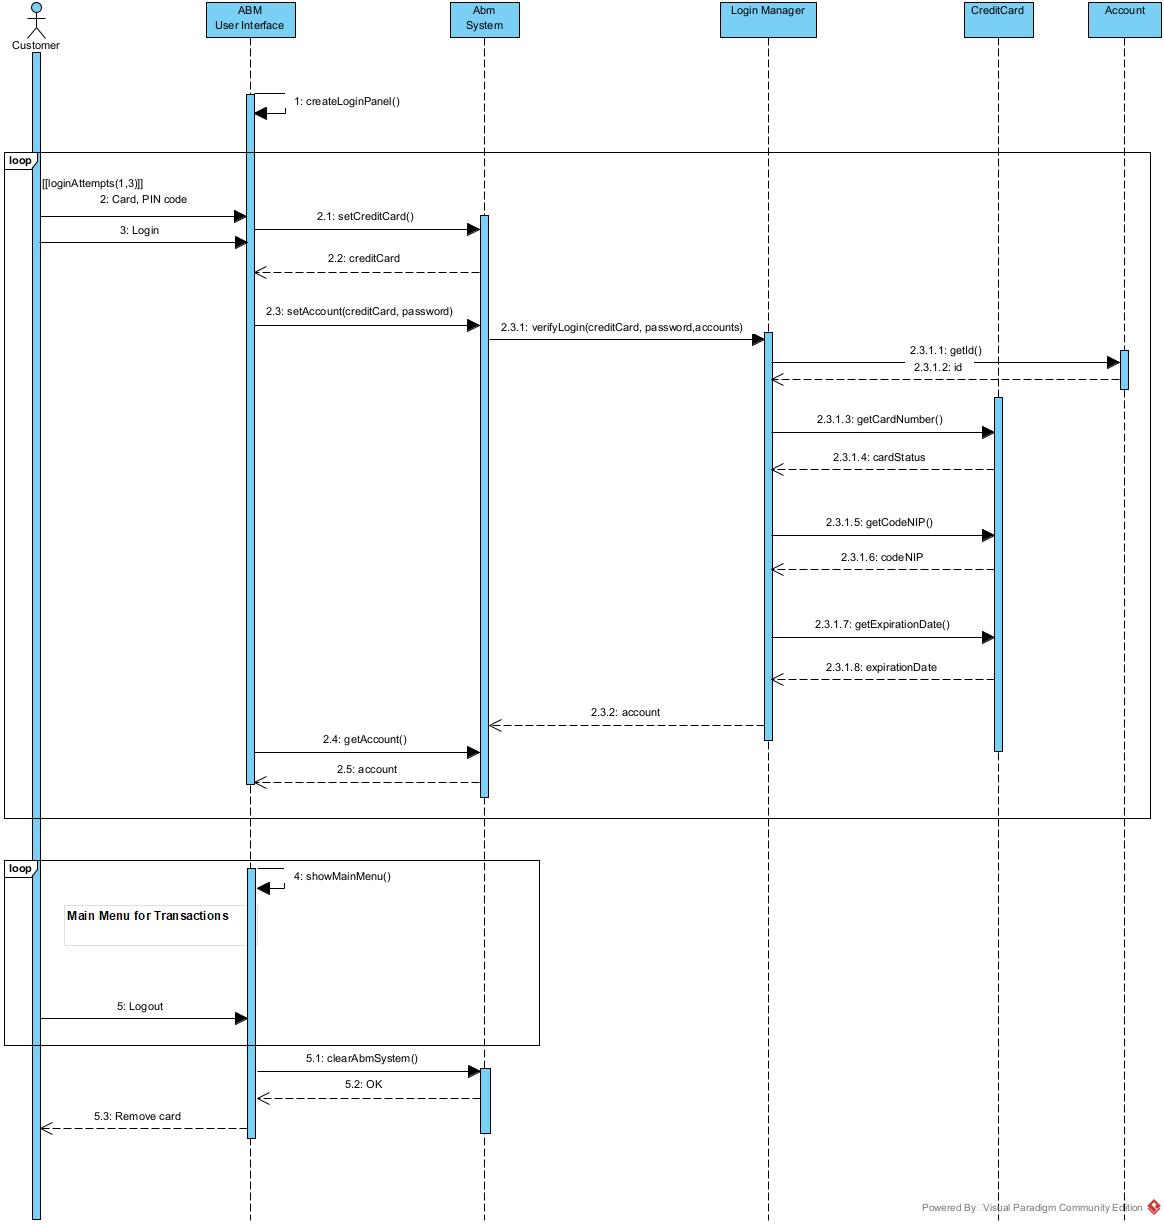 Customer
ABM
User Interface
Abm
System
Login Manager
CreditCard
Account
1: createLoginPanel()
loop
[[loginAttempts(1,3)]]
2: Card, PIN code
2.1: setCreditCard()
3: Login
2.2: creditCard
2.3: setAccount(creditCard, password)
2.3.1: verifyLogin(creditCard, password,accounts)
2.3.1.1: getId()
2.3.1.2: id
2.3.1.3: getCardNumber()
2.3.1.4: cardStatus
2.3.1.5: getCodeNIP()
2.3.1.6: codeNIP
2.3.1.7: getExpirationDate()
2.3.1.8: expirationDate
2.3.2: account
2.4: getAccount()
2.5: account
loop
4: showMainMenu()
Main Menu for Transactions
5: Logout
5.1: clearAbmSystem()
5.2: OK
5.3: Remove card
Powered By Visual Paradigm Community Edition